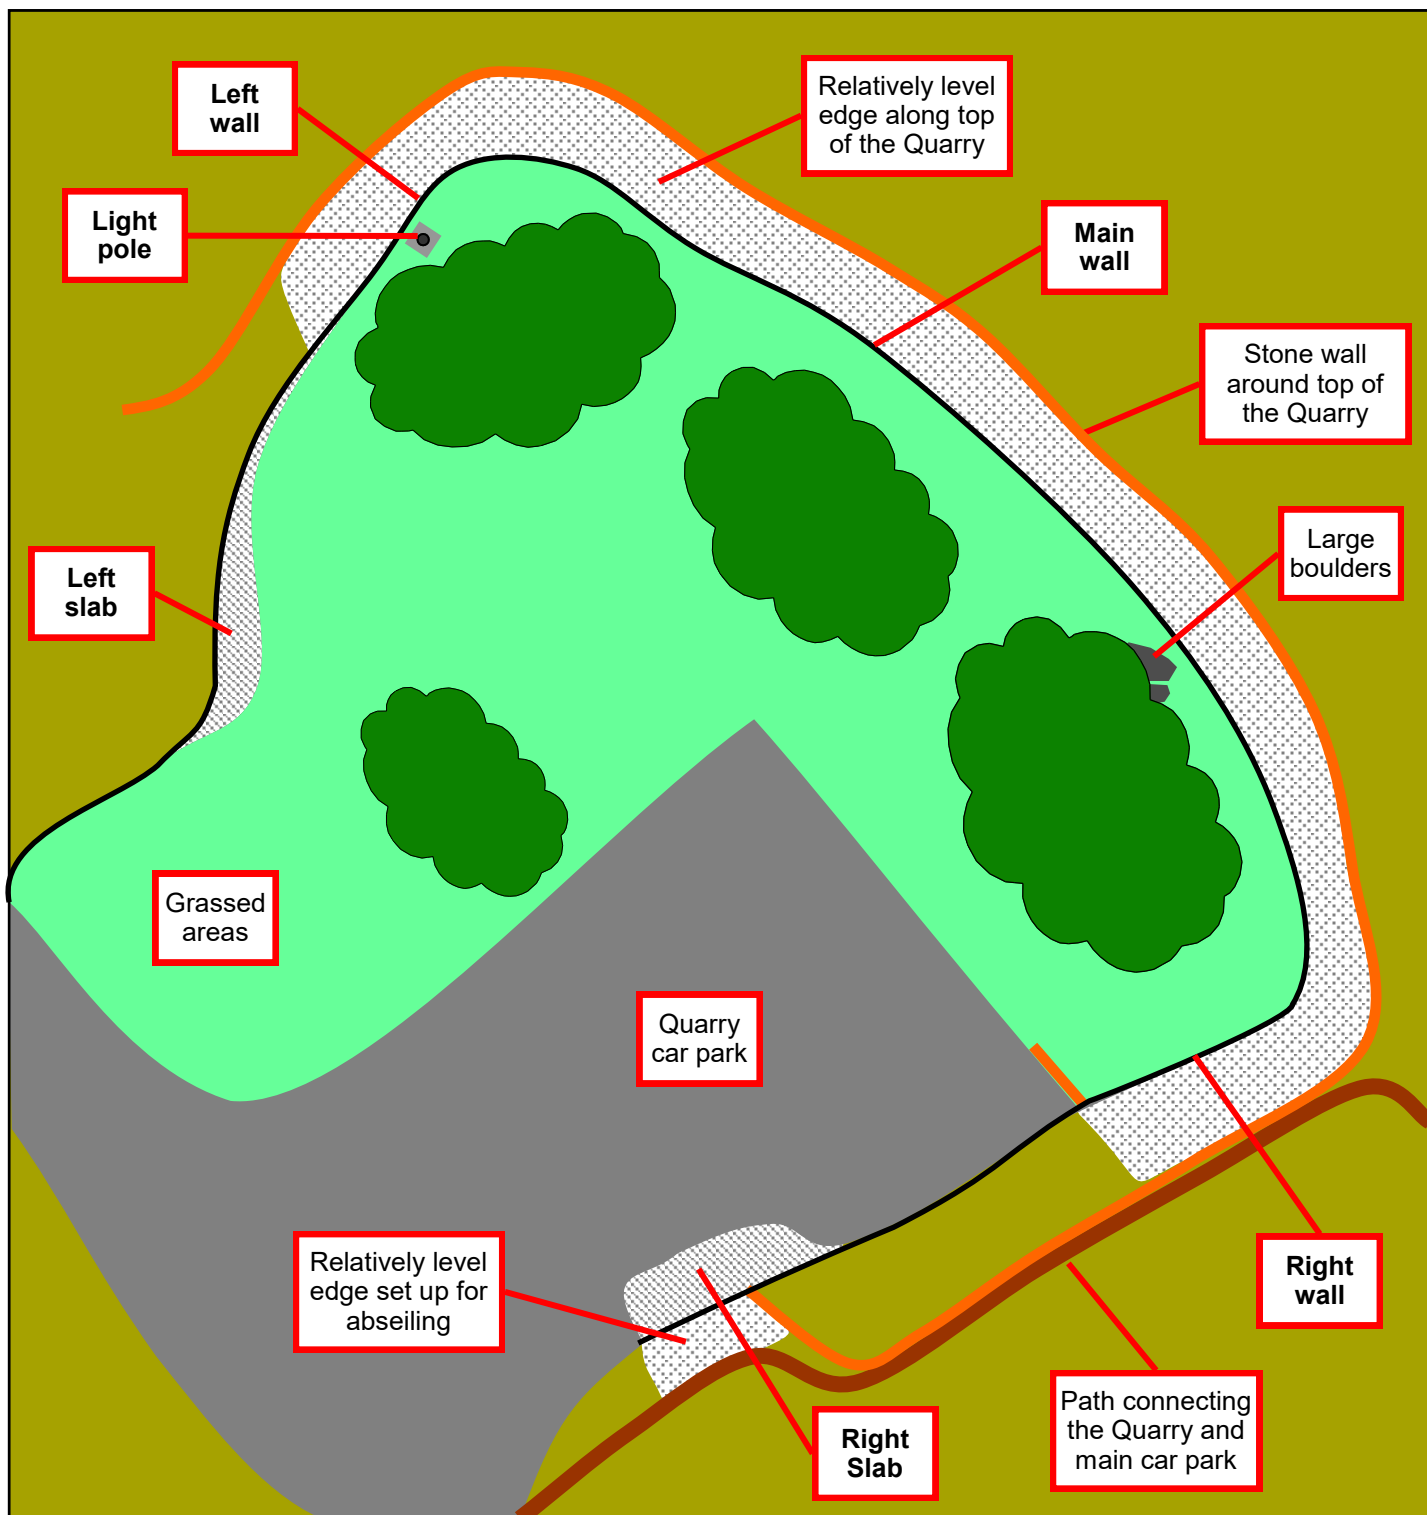 Left
wall
Relatively level
edge along top
of the Quarry
Light
pole
Main
wall
Stone wall
around top of
the Quarry
Large
boulders
Left
slab
Grassed
areas
Quarry
car park
Relatively level
edge set up for
abseiling
Right
wall
Path connecting
the Quarry and
main car park
Right
Slab